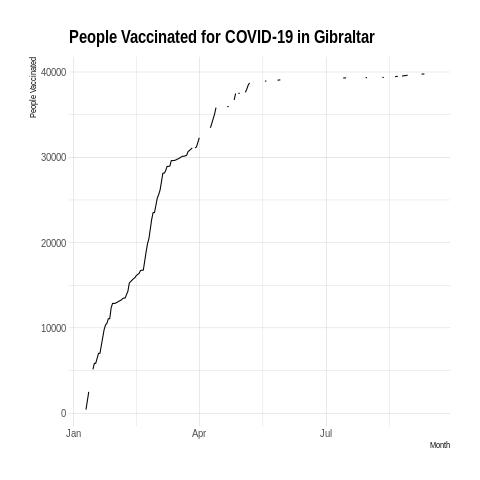 People Vaccinated for COVID-19 in Gibraltar
People Vaccinated
40000
30000
20000
10000
0
Jan Apr Jul
Month